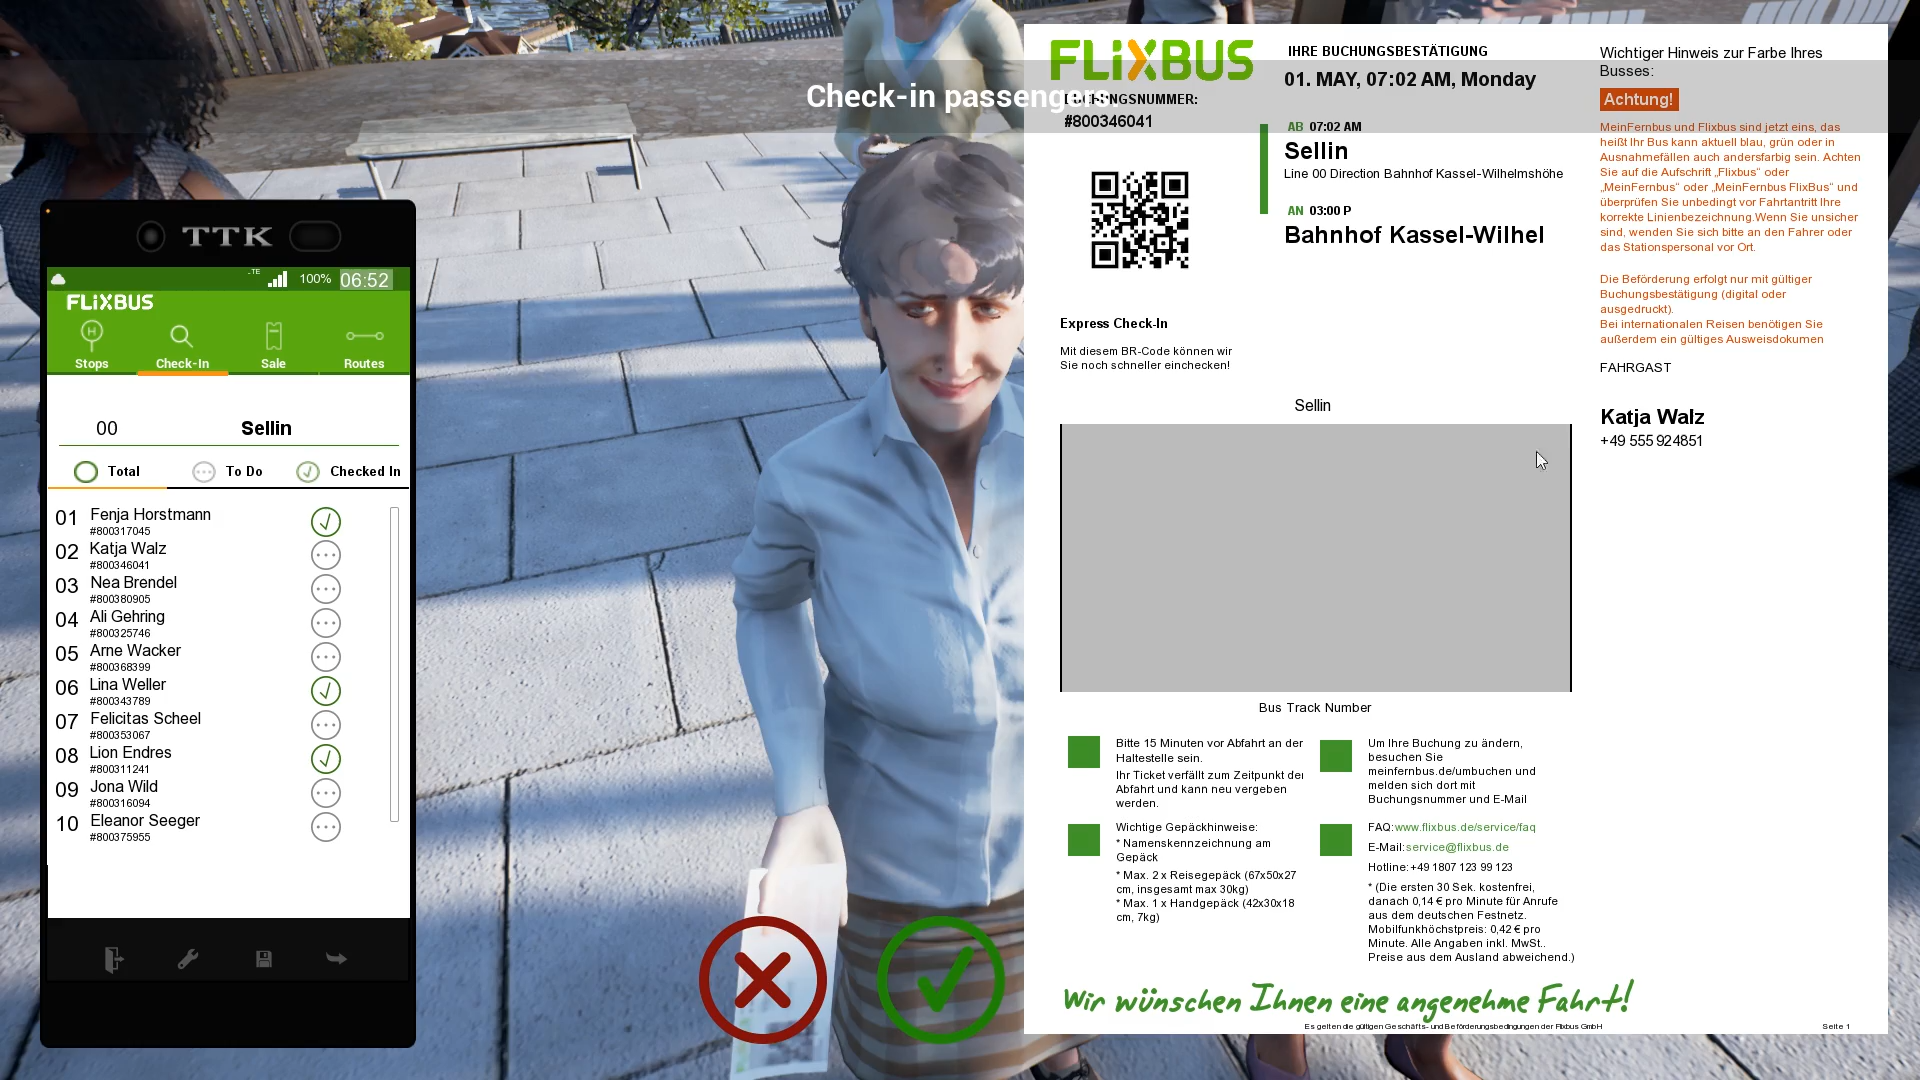 Check-in passengers.
TTK
LTE
100%
06:52
FLiXBUS
Stops
Check-In
Sale
Routes
00
Sellin
Total
To Do
Checked In
01
Fenja Horstmann
#800317045
02
Katja Walz
#800346041
03
Nea Brendel
#800380905
04
Ali Gehring
#800325746
05
Arne Wacker
#800368399
06
Lina Weller
#800343789
07
Felicitas Scheel
#800353067
08
Lion Endres
#800311241
09
Jona Wild
#800316094
10
Eleanor Seeger
#800375955
FLiXBUS
BUCHUNGSNUMMER:
#800346041
IHRE BUCHUNGSBESTÄTIGUNG
01. MAY, 07:02 AM, Monday
AB 07:02 AM
Sellin
Line 00 Direction Bahnhof Kassel-Wilhelmshöhe
AN 03:00 P
Bahnhof Kassel-Wilhel
Express Check-In
Mit diesem BR-Code können wir
Sie noch schneller einchecken!
Sellin
Bus Track Number
Bitte 15 Minuten vor Abfahrt an der
Haltestelle sein.
Ihr Ticket verfällt zum Zeitpunkt der
Abfahrt und kann neu vergeben
werden.
Wichtige Gepäckhinweise:
* Namenskennzeichnung am
Gepäck
* Max. 2 x Reisegepäck (67x50x27
cm, insgesamt max 30kg)
* Max. 1 x Handgepäck (42x30x18
cm, 7kg)
Um Ihre Buchung zu ändern,
besuchen Sie
meinfernbus.de/umbuchen und
melden sich dort mit
Buchungsnummer und E-Mail
FAQ:www.flixbus.de/service/faq
E-Mail:service@flixbus.de
Hotline:+49 1807 123 99 123
* (Die ersten 30 Sek. kostenfrei,
danach 0,14 € pro Minute für Anrufe
aus dem deutschen Festnetz.
Mobilfunkhöchstpreis: 0,42 € pro
Minute. Alle Angaben inkl. MwSt..
Preise aus dem Ausland abweichend.)
Wichtiger Hinweis zur Farbe Ihres
Busses:
Achtung!
MeinFernbus und Flixbus sind jetzt eins, das
heißt Ihr Bus kann aktuell blau, grün oder in
Ausnahmefällen auch andersfarbig sein. Achten
Sie auf die Aufschrift „Flixbus“ oder
„MeinFernbus“ oder „MeinFernbus FlixBus“ und
überprüfen Sie unbedingt vor Fahrtantritt Ihre
korrekte Linienbezeichnung.Wenn Sie unsicher
sind, wenden Sie sich bitte an den Fahrer oder
das Stationspersonal vor Ort.
Die Beförderung erfolgt nur mit gültiger
Buchungsbestätigung (digital oder
ausgedruckt).
Bei internationalen Reisen benötigen Sie
außerdem ein gültiges Ausweisdokumen
FAHRGAST
Katja Walz
+49 555 924851
Wir wünschen Ihnen eine angenehme Fahrt!
Es gelten die gültigen Geschäfts- und Beförderungsbedingungen der Flixbus GmbH
Seite 1